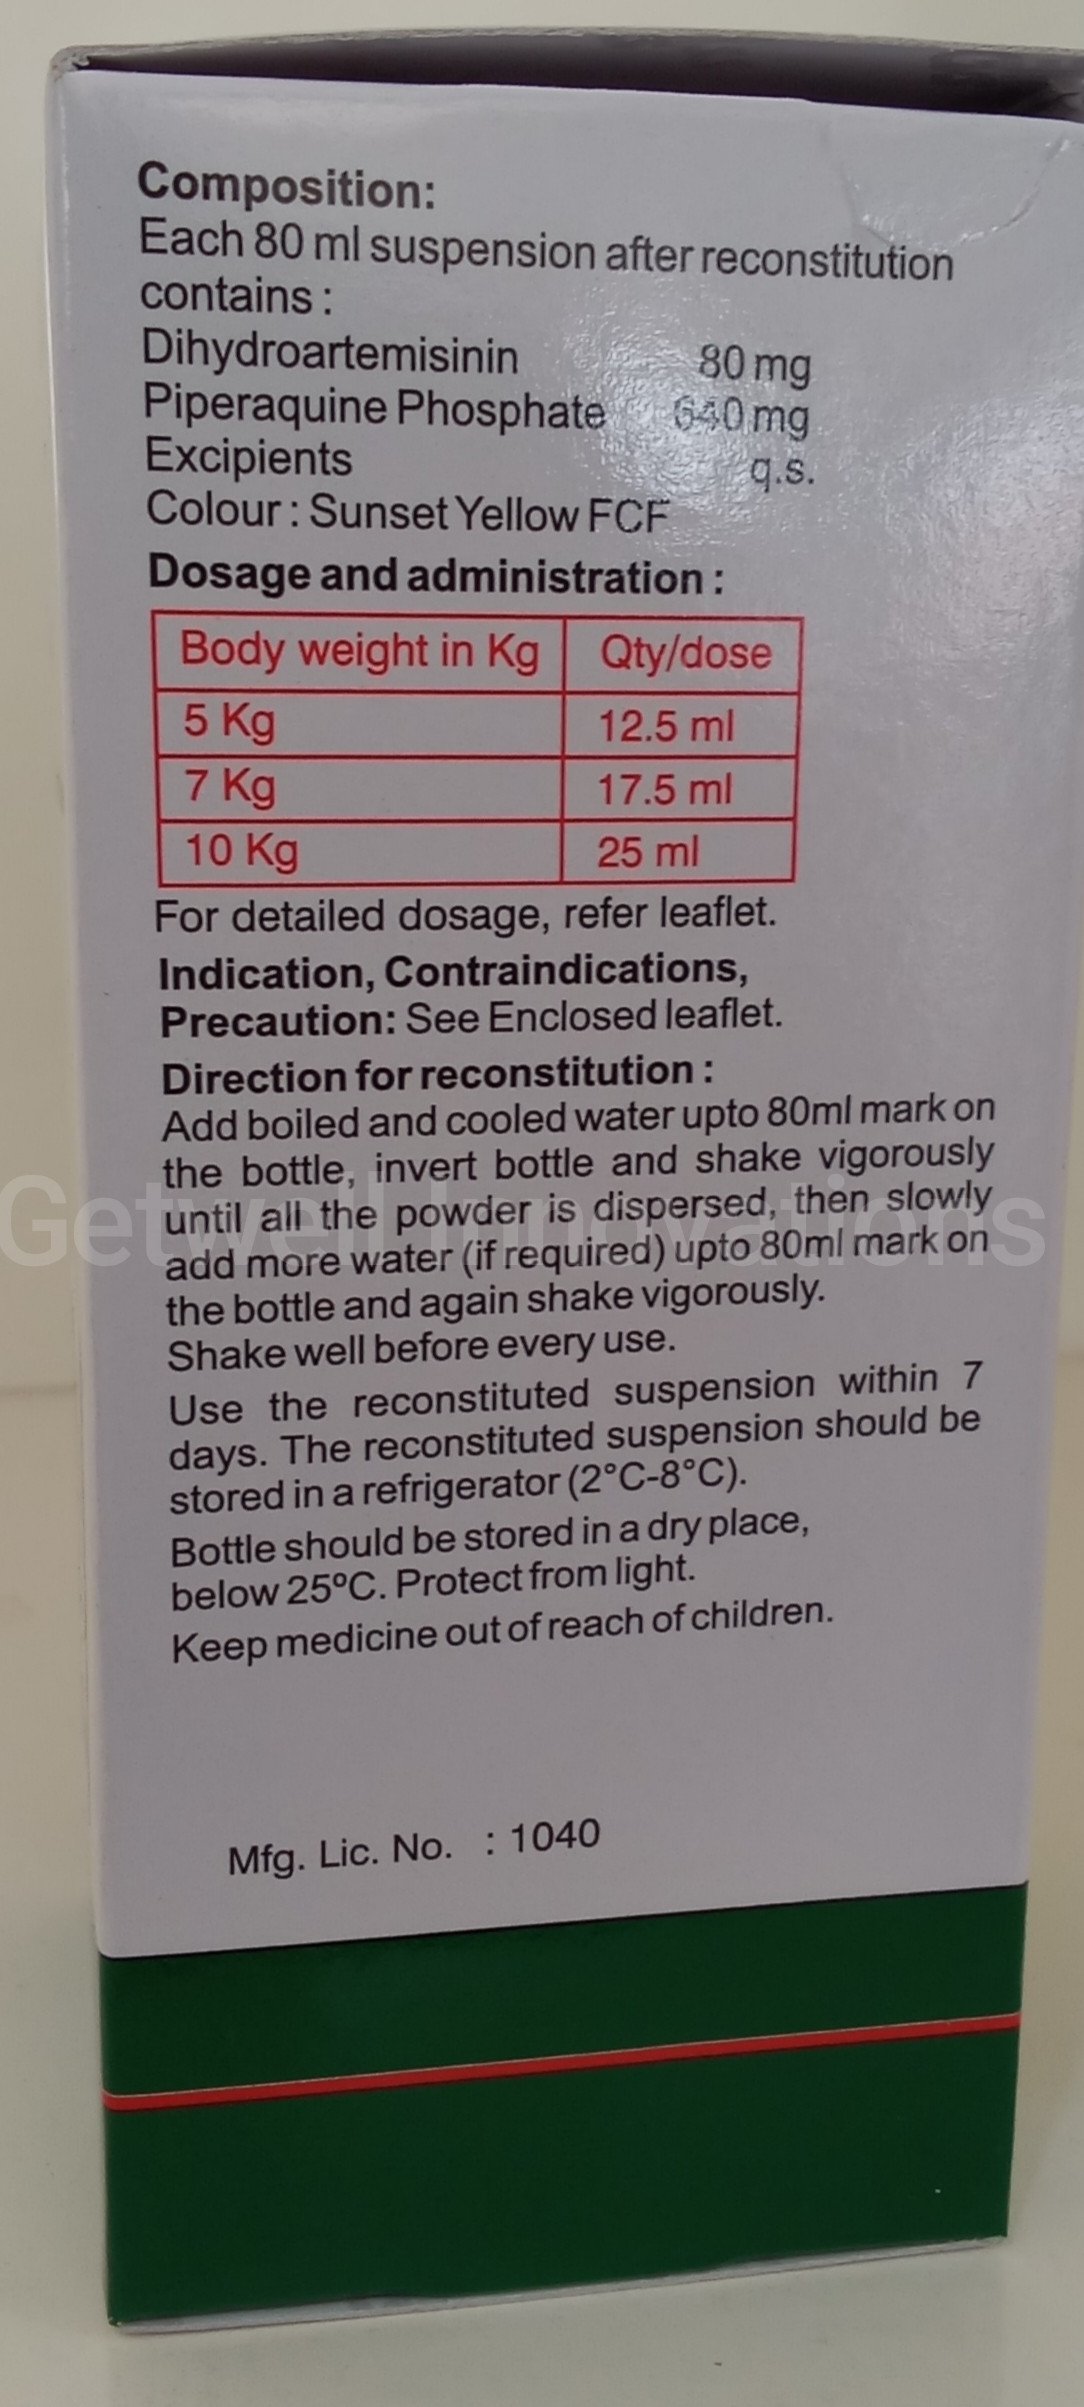 Composition:
Each 80 ml suspension after reconstitution
contains :
Dihydroartemisinin 80 mg
Piperaquine Phosphate 640 mg
Excipients q.s.
Colour : Sunset Yellow FCF
Dosage and administration :
Body weight in Kg Qty/dose
5 Kg 12.5 ml
7 Kg 17.5 ml
10 Kg 25 ml
For detailed dosage, refer leaflet.
Indication, Contraindications,
Precaution: See Enclosed leaflet.
Direction for reconstitution :
Add boiled and cooled water upto 80ml mark on
the bottle, invert bottle and shake vigorously
until all the powder is dispersed, then slowly
add more water (if required) upto 80ml mark on
the bottle and again shake vigorously.
Shake well before every use.
Use the reconstituted suspension within 7
days. The reconstituted suspension should be
stored in a refrigerator (2°C-8°C).
Bottle should be stored in a dry place,
below 25ºC. Protect from light.
Keep medicine out of reach of children.
Mfg. Lic. No. : 1040
Getwell Innovations